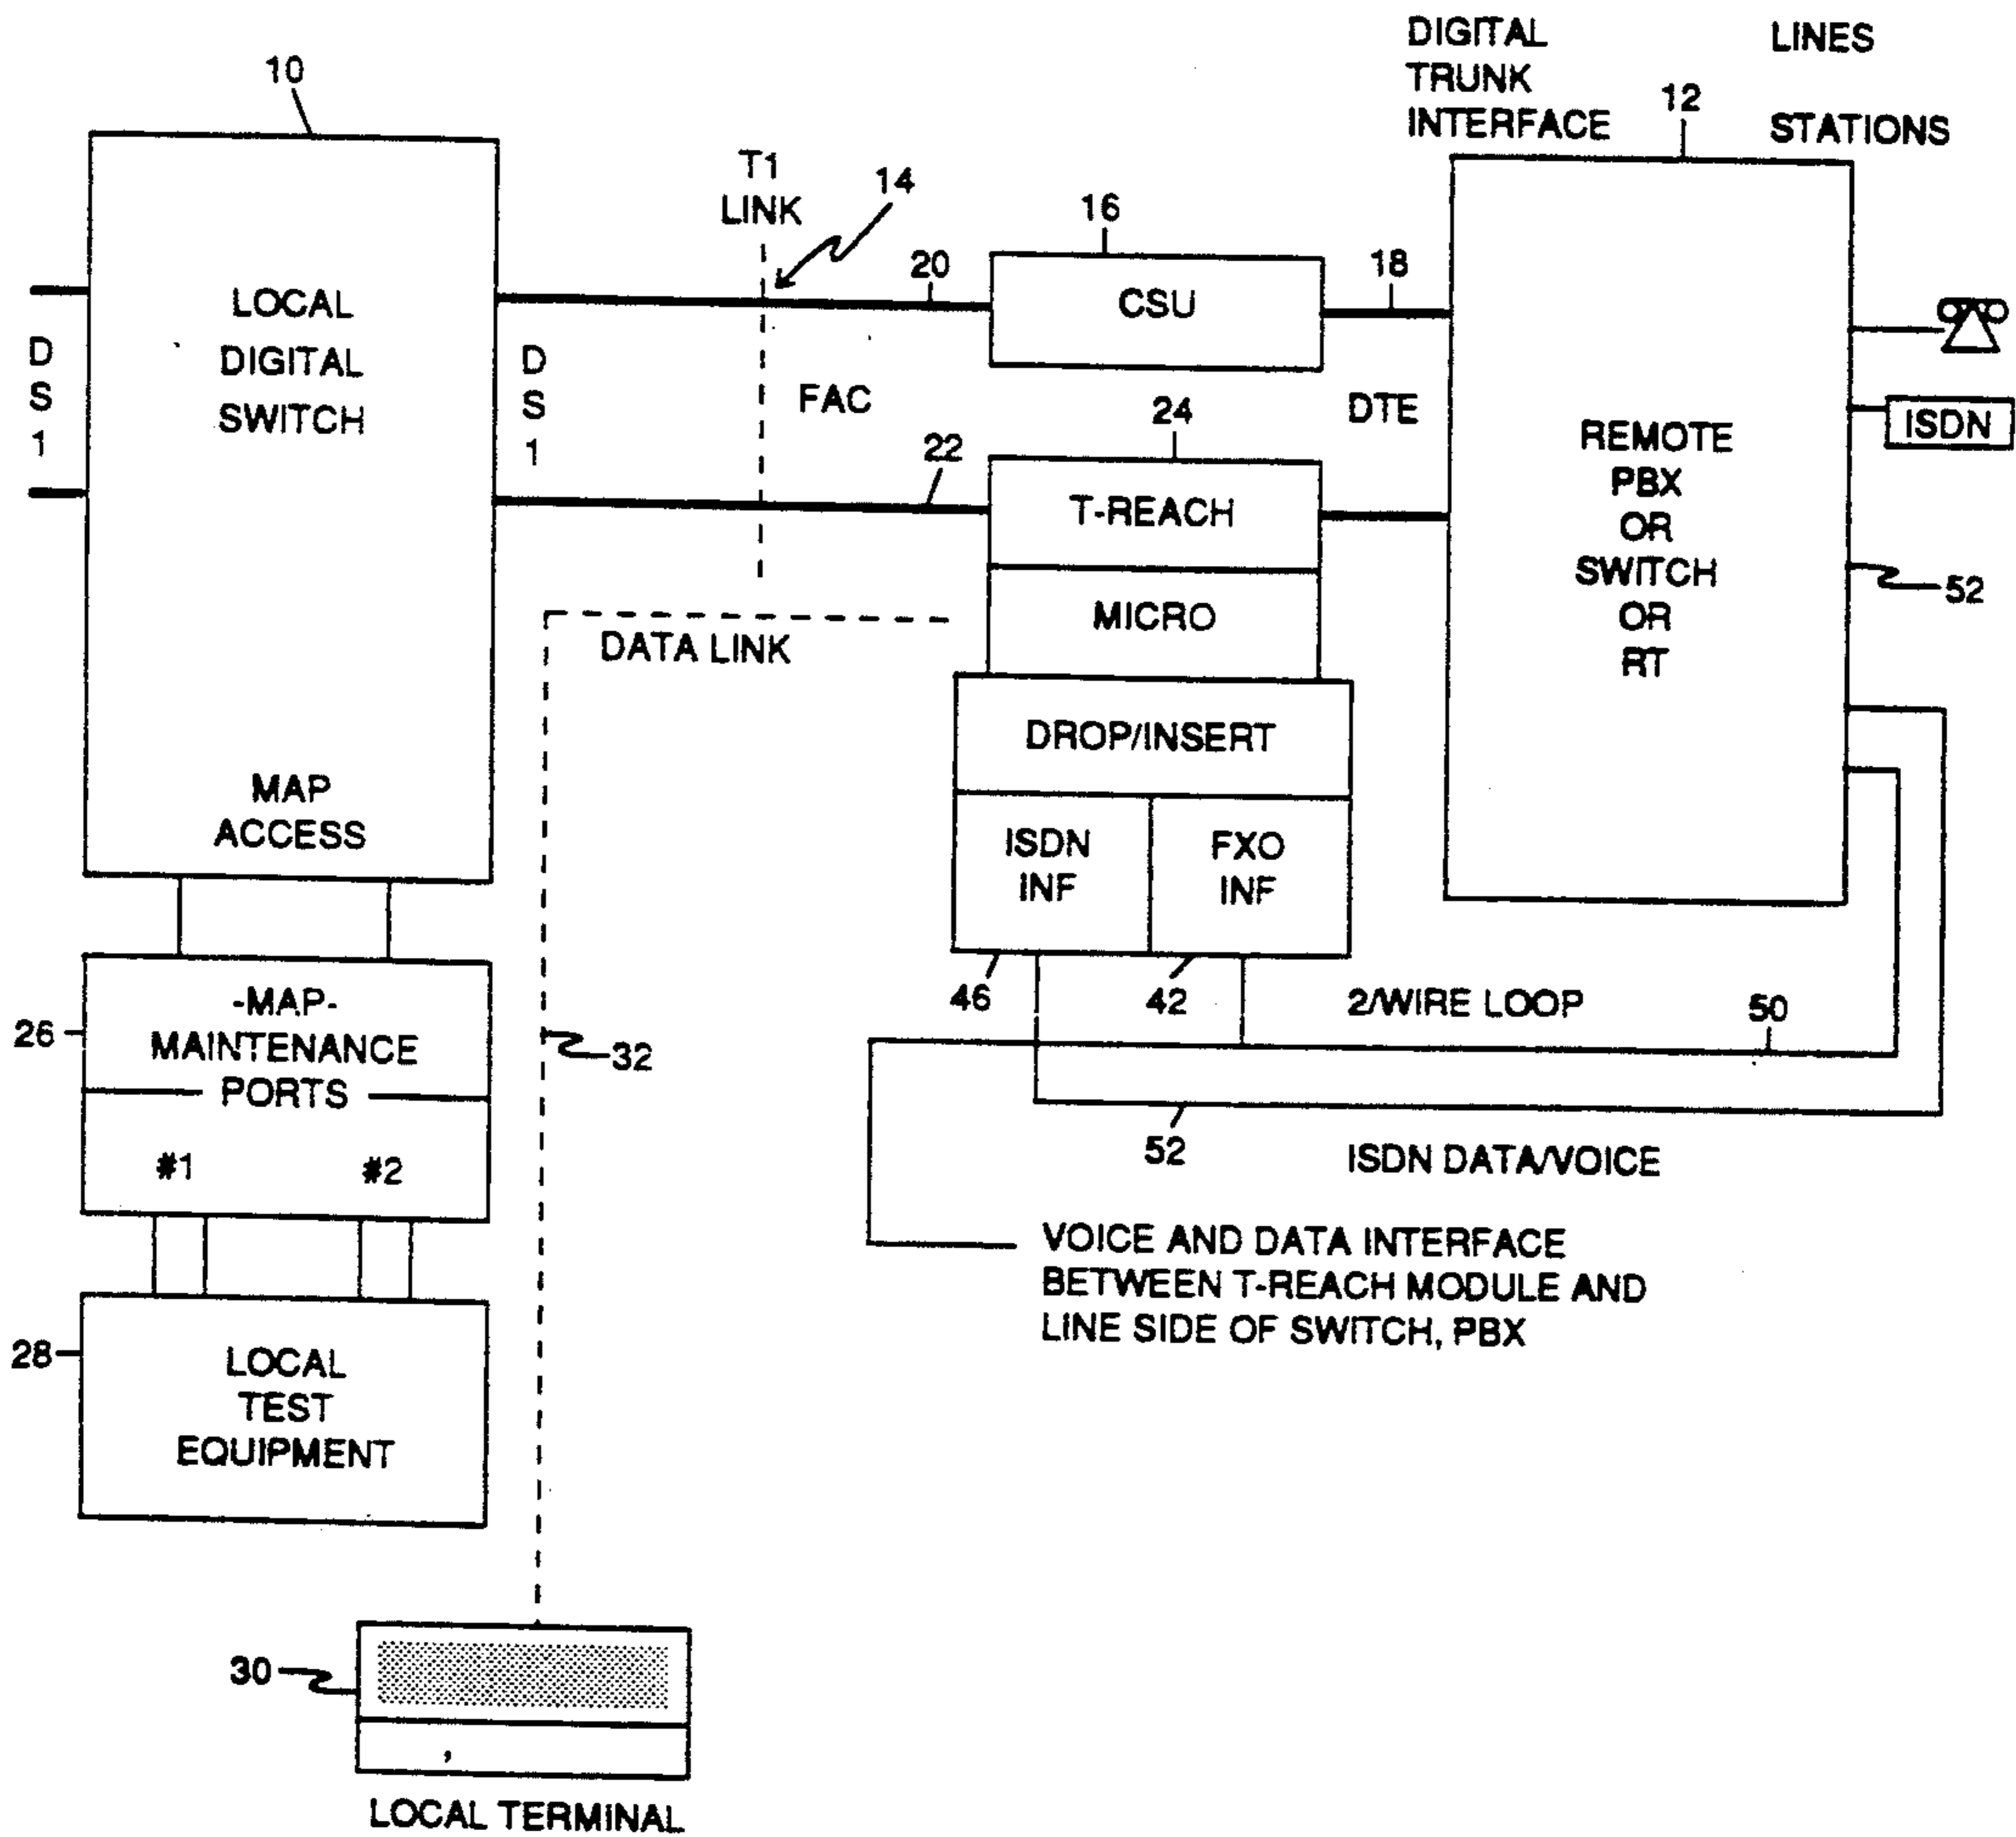 DIGITAL
TRUNK
INTERFACE
LINES
STATIONS
10
12
T1
LINK
14
16
20
CSU
18
LOCAL
DIGITAL
SWITCH
D
S
1
D
S
1
FAC
DTE
22
24
T-REACH
MICRO
DATA LINK
DROP/INSERT
ISDN
INF
FXO
INF
REMOTE
PBX
OR
SWITCH
OR
RT
ISDN
52
MAP
ACCESS
46
42
2/WIRE LOOP
50
52
ISDN DATA/VOICE
26
-MAP-
MAINTENANCE
PORTS
#1
#2
32
VOICE AND DATA INTERFACE
BETWEEN T-REACH MODULE AND
LINE SIDE OF SWITCH, PBX
28
LOCAL
TEST
EQUIPMENT
30
LOCAL TERMINAL